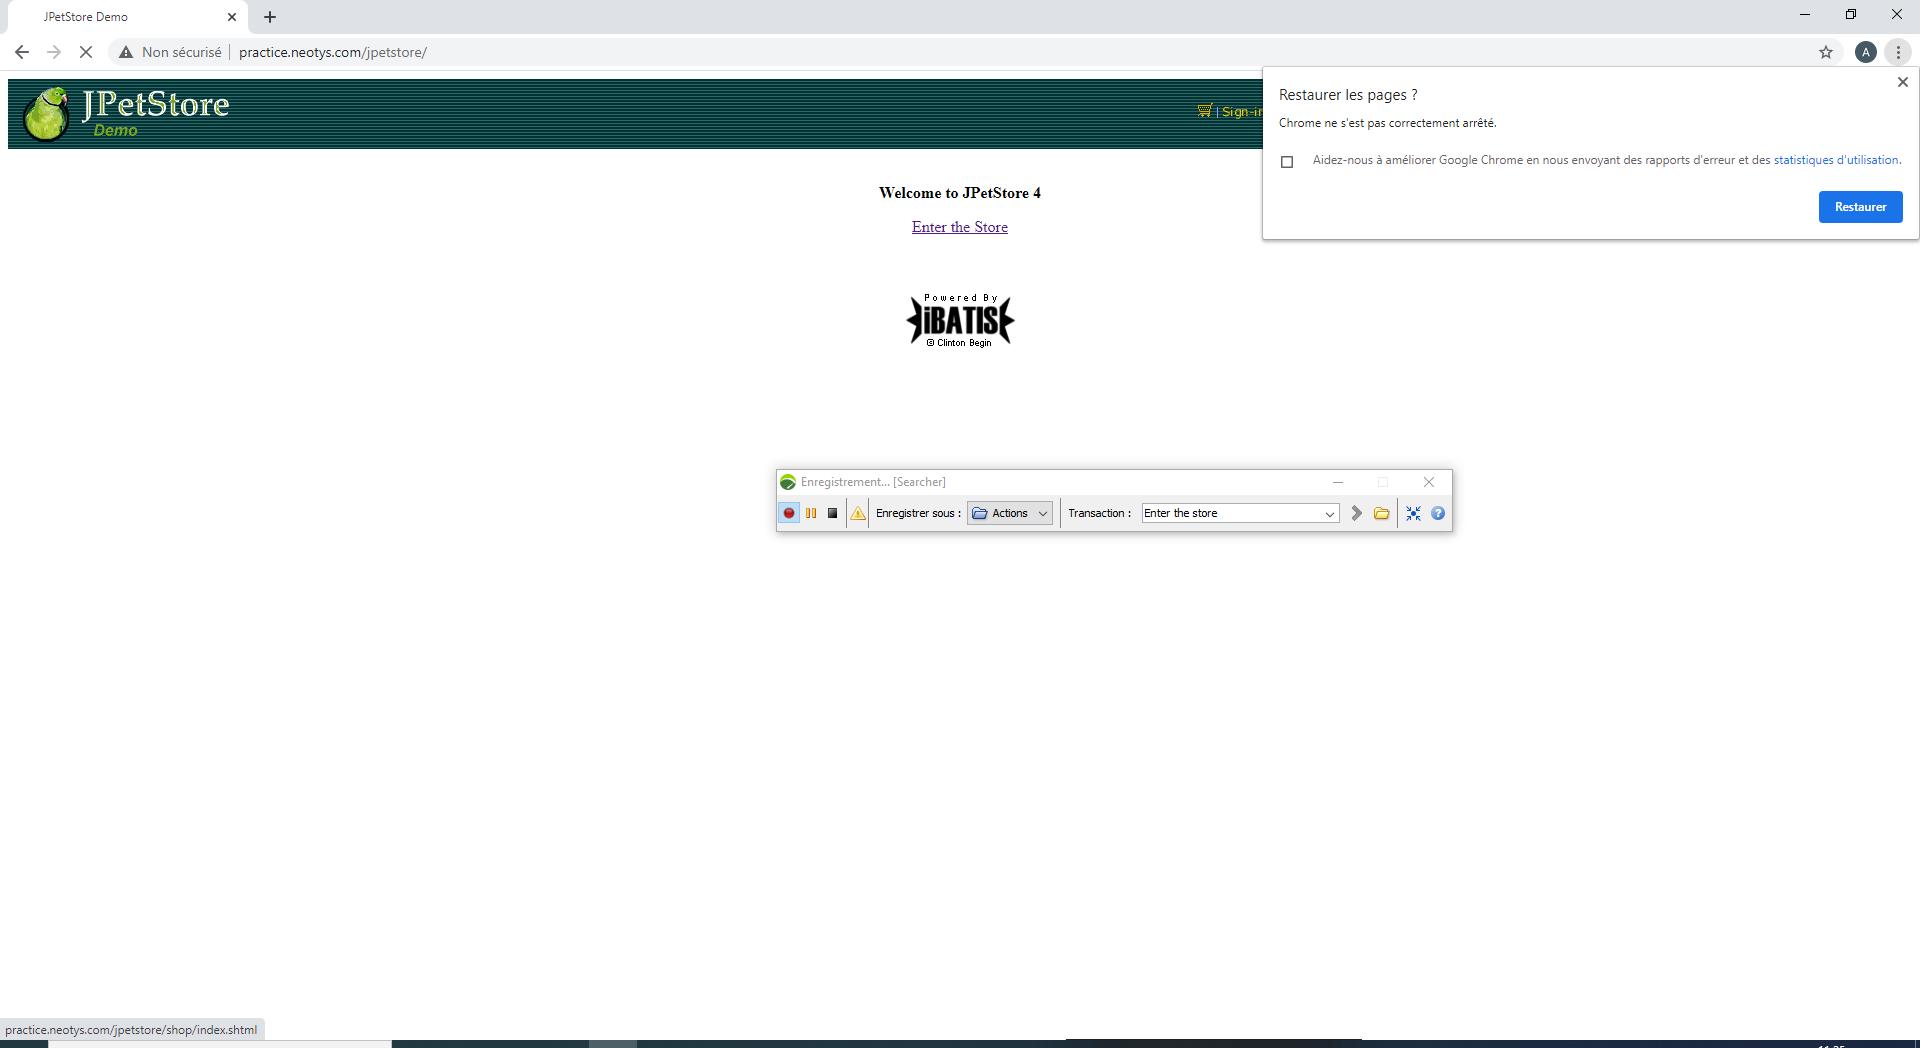 JPetStore Demo
Non sécurisé
practice.neotys.com/jpetstore/
JPetStore
Demo
| Sign-in
Restaurer les pages ?
Chrome ne s'est pas correctement arrêté.
Aidez-nous à améliorer Google Chrome en nous envoyant des rapports d'erreur et des statistiques d'utilisation.
Restaurer
A
Welcome to JPetStore 4
Enter the Store
Powered By
iBATIS
© Clinton Begin
Enregistrement... [Searcher]
Enregistrer sous : Actions Transaction : Enter the store
practice.neotys.com/jpetstore/shop/index.shtml